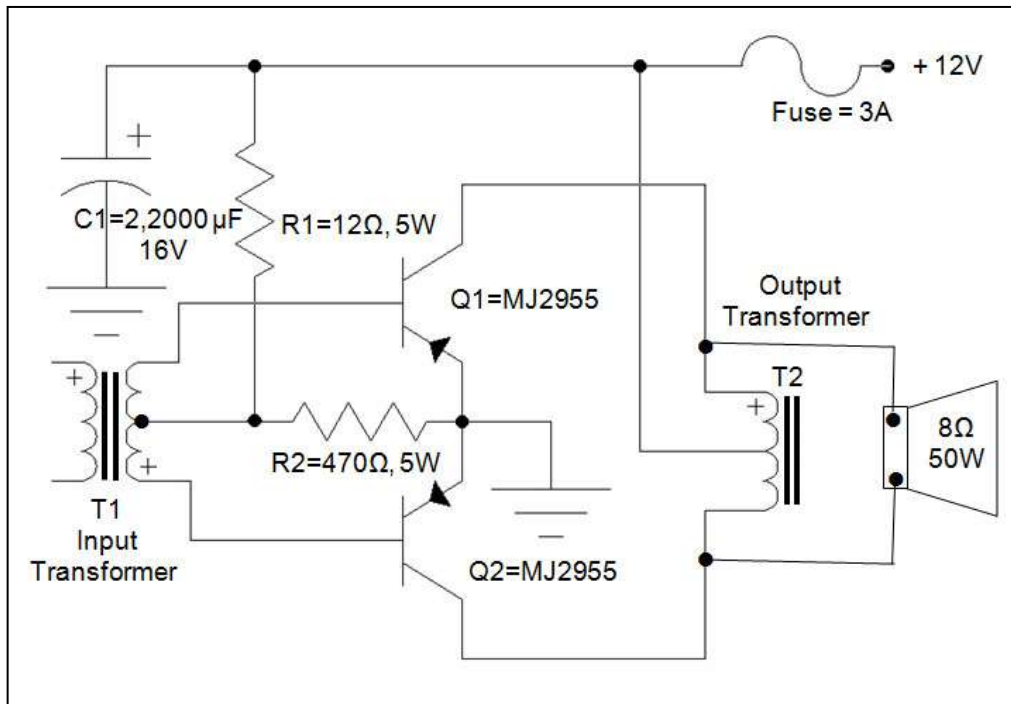 + 12V
Fuse = 3A
+
C1=2,2000 µF
16V
R1=12Ω, 5W
Q1=MJ2955
Output
Transformer
T2
+
+
8Ω
50W
R2=470Ω, 5W
+
T1
Input
Transformer
Q2=MJ2955